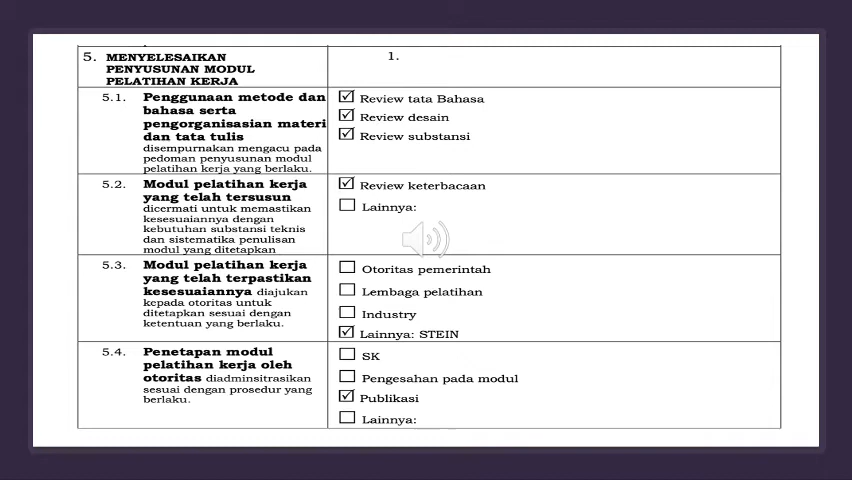 5. MENYELESAIKAN
PENYUSUNAN MODUL
PELATIHAN KERJA
1.
5.1. Penggunaan metode dan
bahasa serta
pengorganisasian materi
dan tata tulis
disempurnakan mengacu pada
pedoman penyusunan modul
pelatihan kerja yang berlaku.
☑ Review tata Bahasa
☑ Review desain
☑ Review substansi
5.2. Modul pelatihan kerja
yang telah tersusun
dicermati untuk memastikan
kesesuaiannya dengan
kebutuhan substansi teknis
dan sistematika penulisan
modul yang ditetapkan
☑ Review keterbacaan
☐ Lainnya:
5.3. Modul pelatihan kerja
yang telah terpastikan
kesesuaiannya diajukan
kepada otoritas untuk
ditetapkan sesuai dengan
ketentuan yang berlaku.
☐ Otoritas pemerintah
☐ Lembaga pelatihan
☐ Industry
☑ Lainnya: STEIN
5.4. Penetapan modul
pelatihan kerja oleh
otoritas diadminsitrasikan
sesuai dengan prosedur yang
berlaku.
☐ SK
☐ Pengesahan pada modul
☑ Publikasi
☐ Lainnya: